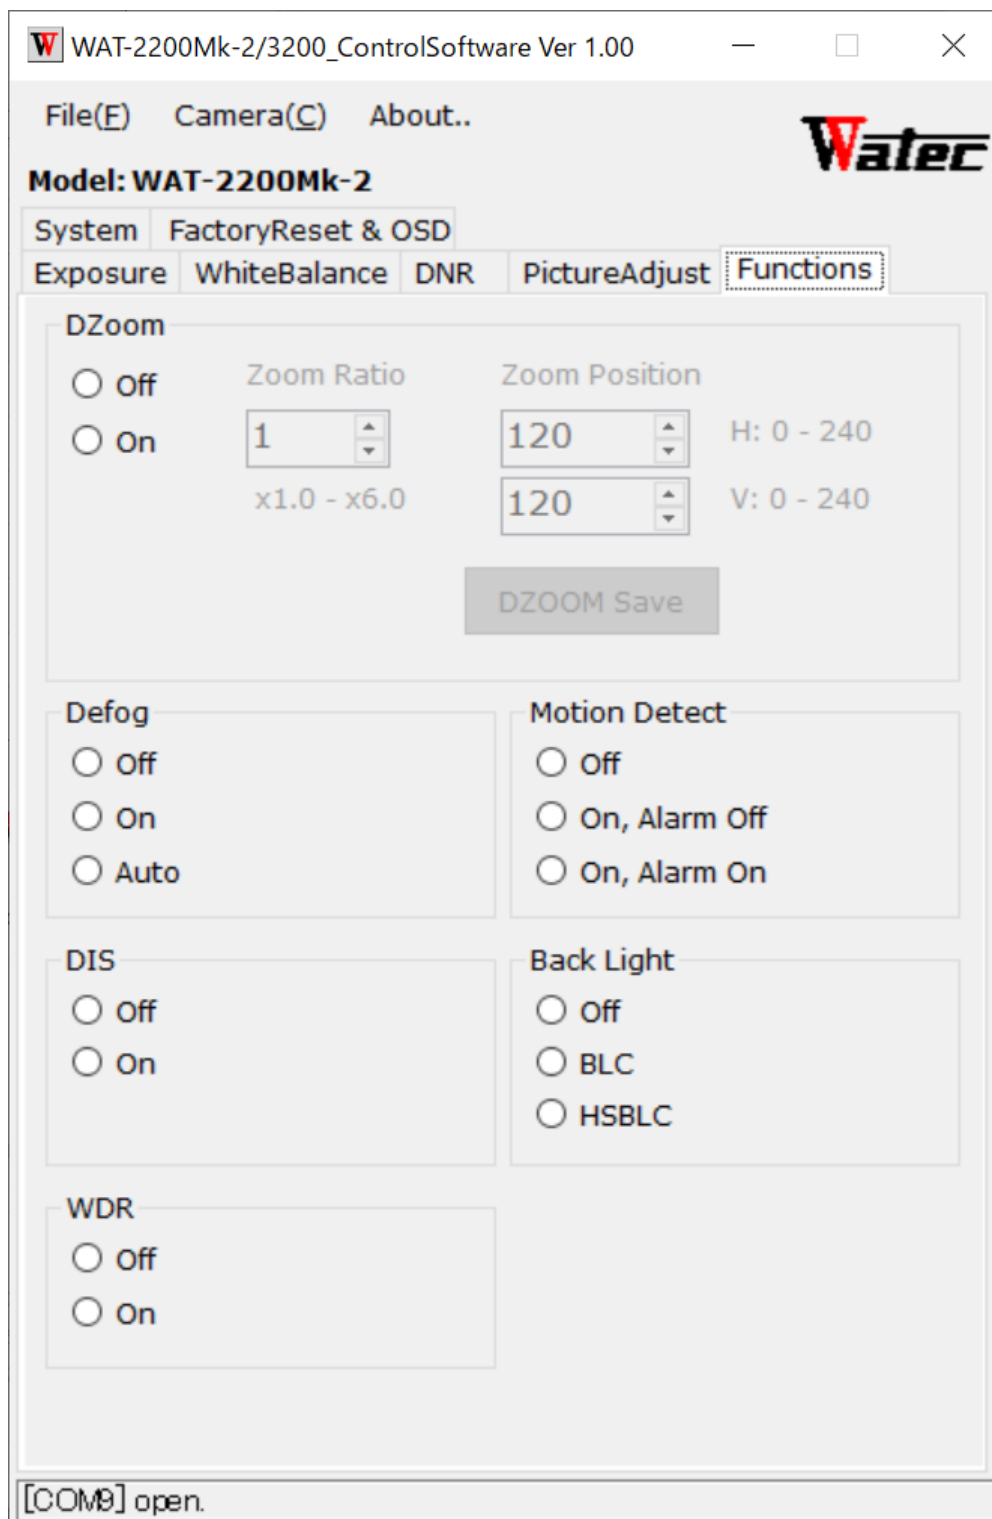 WAT-2200Mk-2/3200_ControlSoftware Ver 1.00
File(F) Camera(C) About..
Watec
Model: WAT-2200Mk-2
System FactoryReset & OSD
Exposure WhiteBalance DNR PictureAdjust Functions
DZoom
Off Zoom Ratio Zoom Position
On 1 120 H: 0 - 240
x1.0 - x6.0 120 V: 0 - 240
DZOOM Save
Defog
Off
On
Auto
Motion Detect
Off
On, Alarm Off
On, Alarm On
DIS
Off
On
Back Light
Off
BLC
HSBLC
WDR
Off
On
[COM9] open.